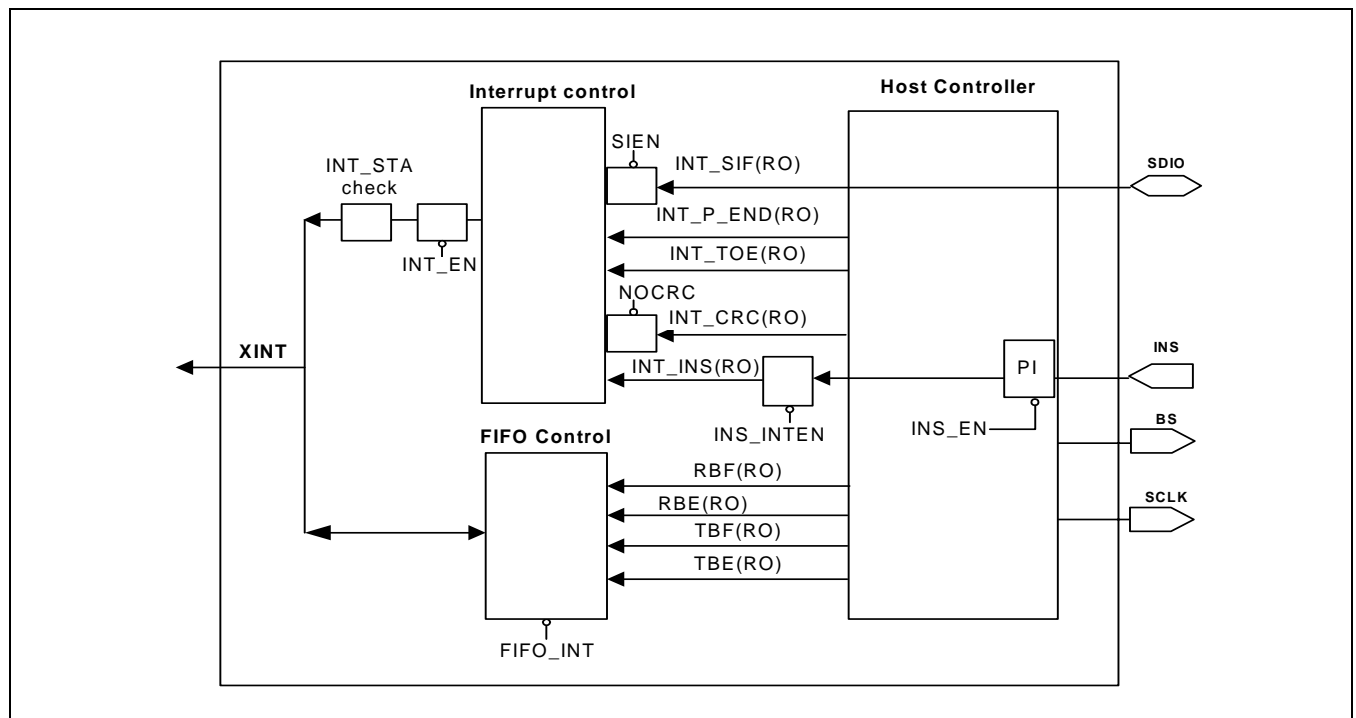 Interrupt control
Host Controller
SIEN
INT_STA
check
INT_SIF(RO)
SDIO
INT_P_END(RO)
INT_EN
INT_TOE(RO)
NOCRC
INT_CRC(RO)
XINT
INT_INS(RO)
PI
INS
INS_INTEN
INS_EN
BS
FIFO Control
RBF(RO)
RBE(RO)
SCLK
TBF(RO)
TBE(RO)
FIFO_INT